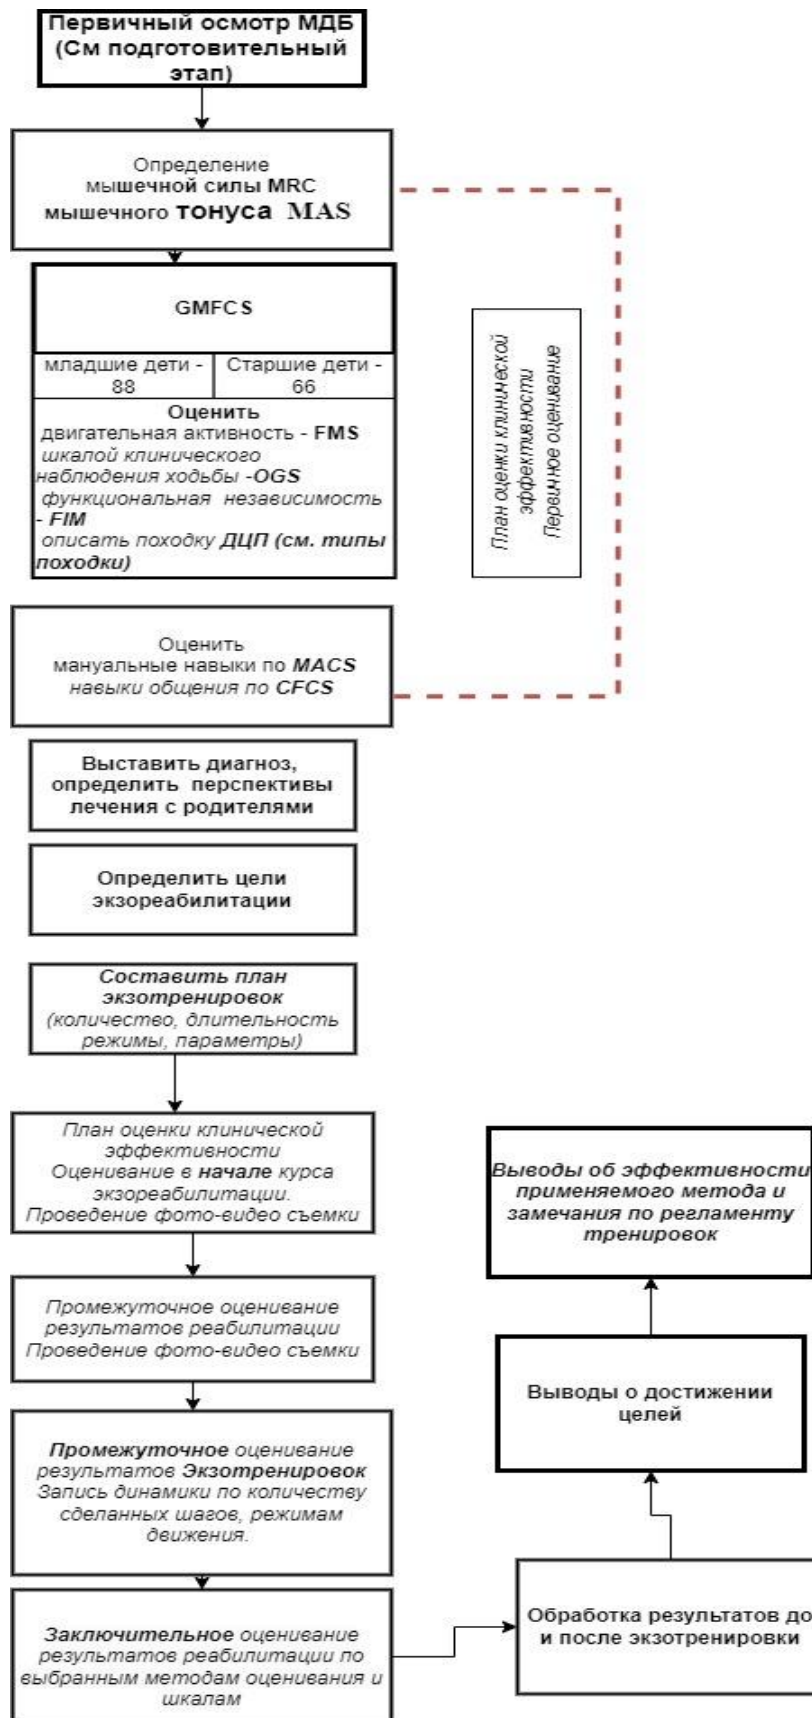 Первичный осмотр МДБ
(См подготовительный
этап)
Определение
мышечной силы MRC
мышечного тонуса MAS
GMFCS
младшие дети -
88
Старшие дети -
66
Оценить
двигательная активность - FMS
шкалой клинического
наблюдения ходьбы -OGS
функциональная независимость
- FIM
описать походку ДЦП (см. типы
походки)
План оценки клинической
эффективности
Первичное оценивание
Оценить
мануальные навыки по MACS
навыки общения по CFCS
Выставить диагноз,
определить перспективы
лечения с родителями
Определить цели
экзореабилитации
Составить план
экзотренировок
(количество, длительность
режимы, параметры)
План оценки клинической
эффективности
Оценивание в начале курса
экзореабилитации.
Проведение фото-видео съемки
Промежуточное оценивание
результатов реабилитации
Проведение фото-видео съемки
Промежуточное оценивание
результатов Экзотренировок
Запись динамики по количеству
сделанных шагов, режимам
движения.
Заключительное оценивание
результатов реабилитации по
выбранным методам оценивания и
шкалам
Обработка результатов до
и после экзотренировки
Выводы о достижении
целей
Выводы об эффективности
применяемого метода и
замечания по регламенту
тренировок